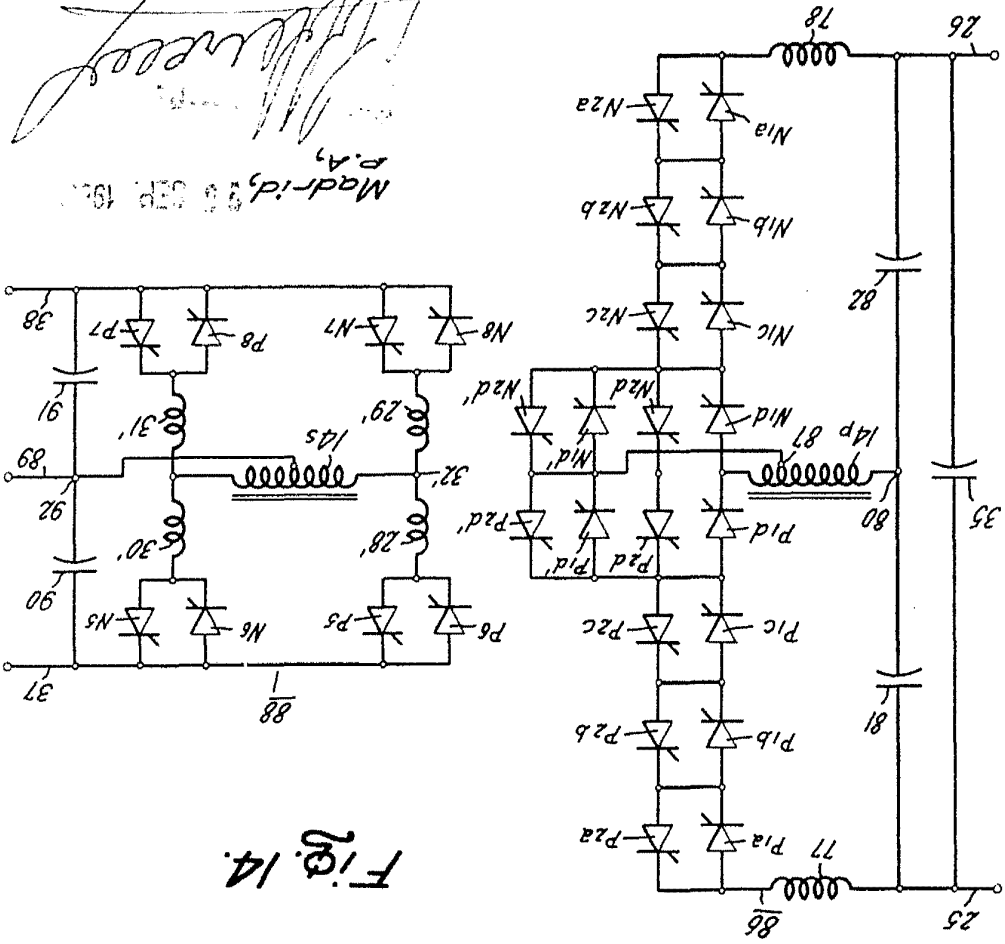 Fig. 14.
25
86
77
P1a
P2a
81
P1b
P2b
88
37
P1c
P2c
P6
P5
N6
N5
90
35
80
P1d
P2d
P1d'
P2d'
28'
30'
92
14p
87
32'
14s
89
N1d
N2d
N1d'
N2d'
29'
31'
91
82
N1c
N2c
N8
N7
P8
P7
38
N1b
N2b
N1a
N2a
26
78
Madrid,
SEP.
P.A.,